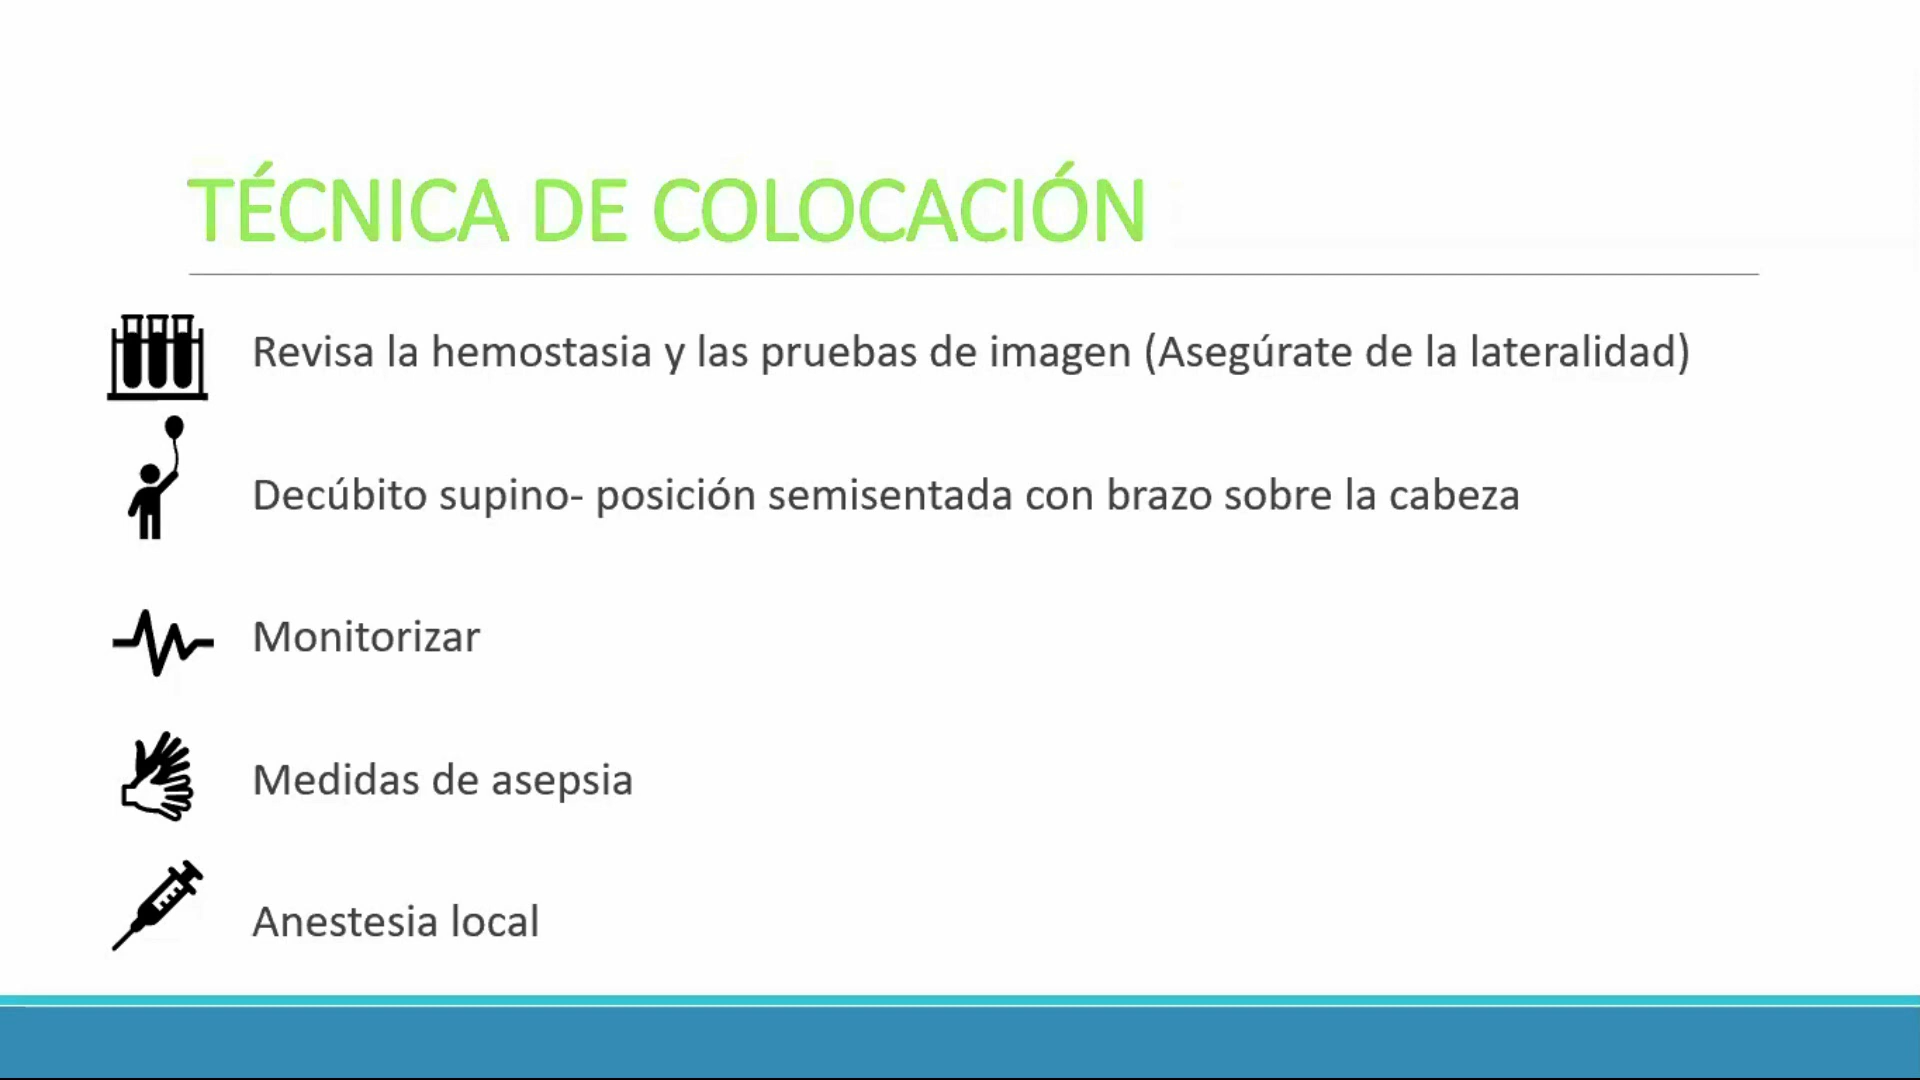 TÉCNICA DE COLOCACIÓN
Revisa la hemostasia y las pruebas de imagen (Asegúrate de la lateralidad)
Decúbito supino- posición semisentada con brazo sobre la cabeza
Monitorizar
Medidas de asepsia
Anestesia local